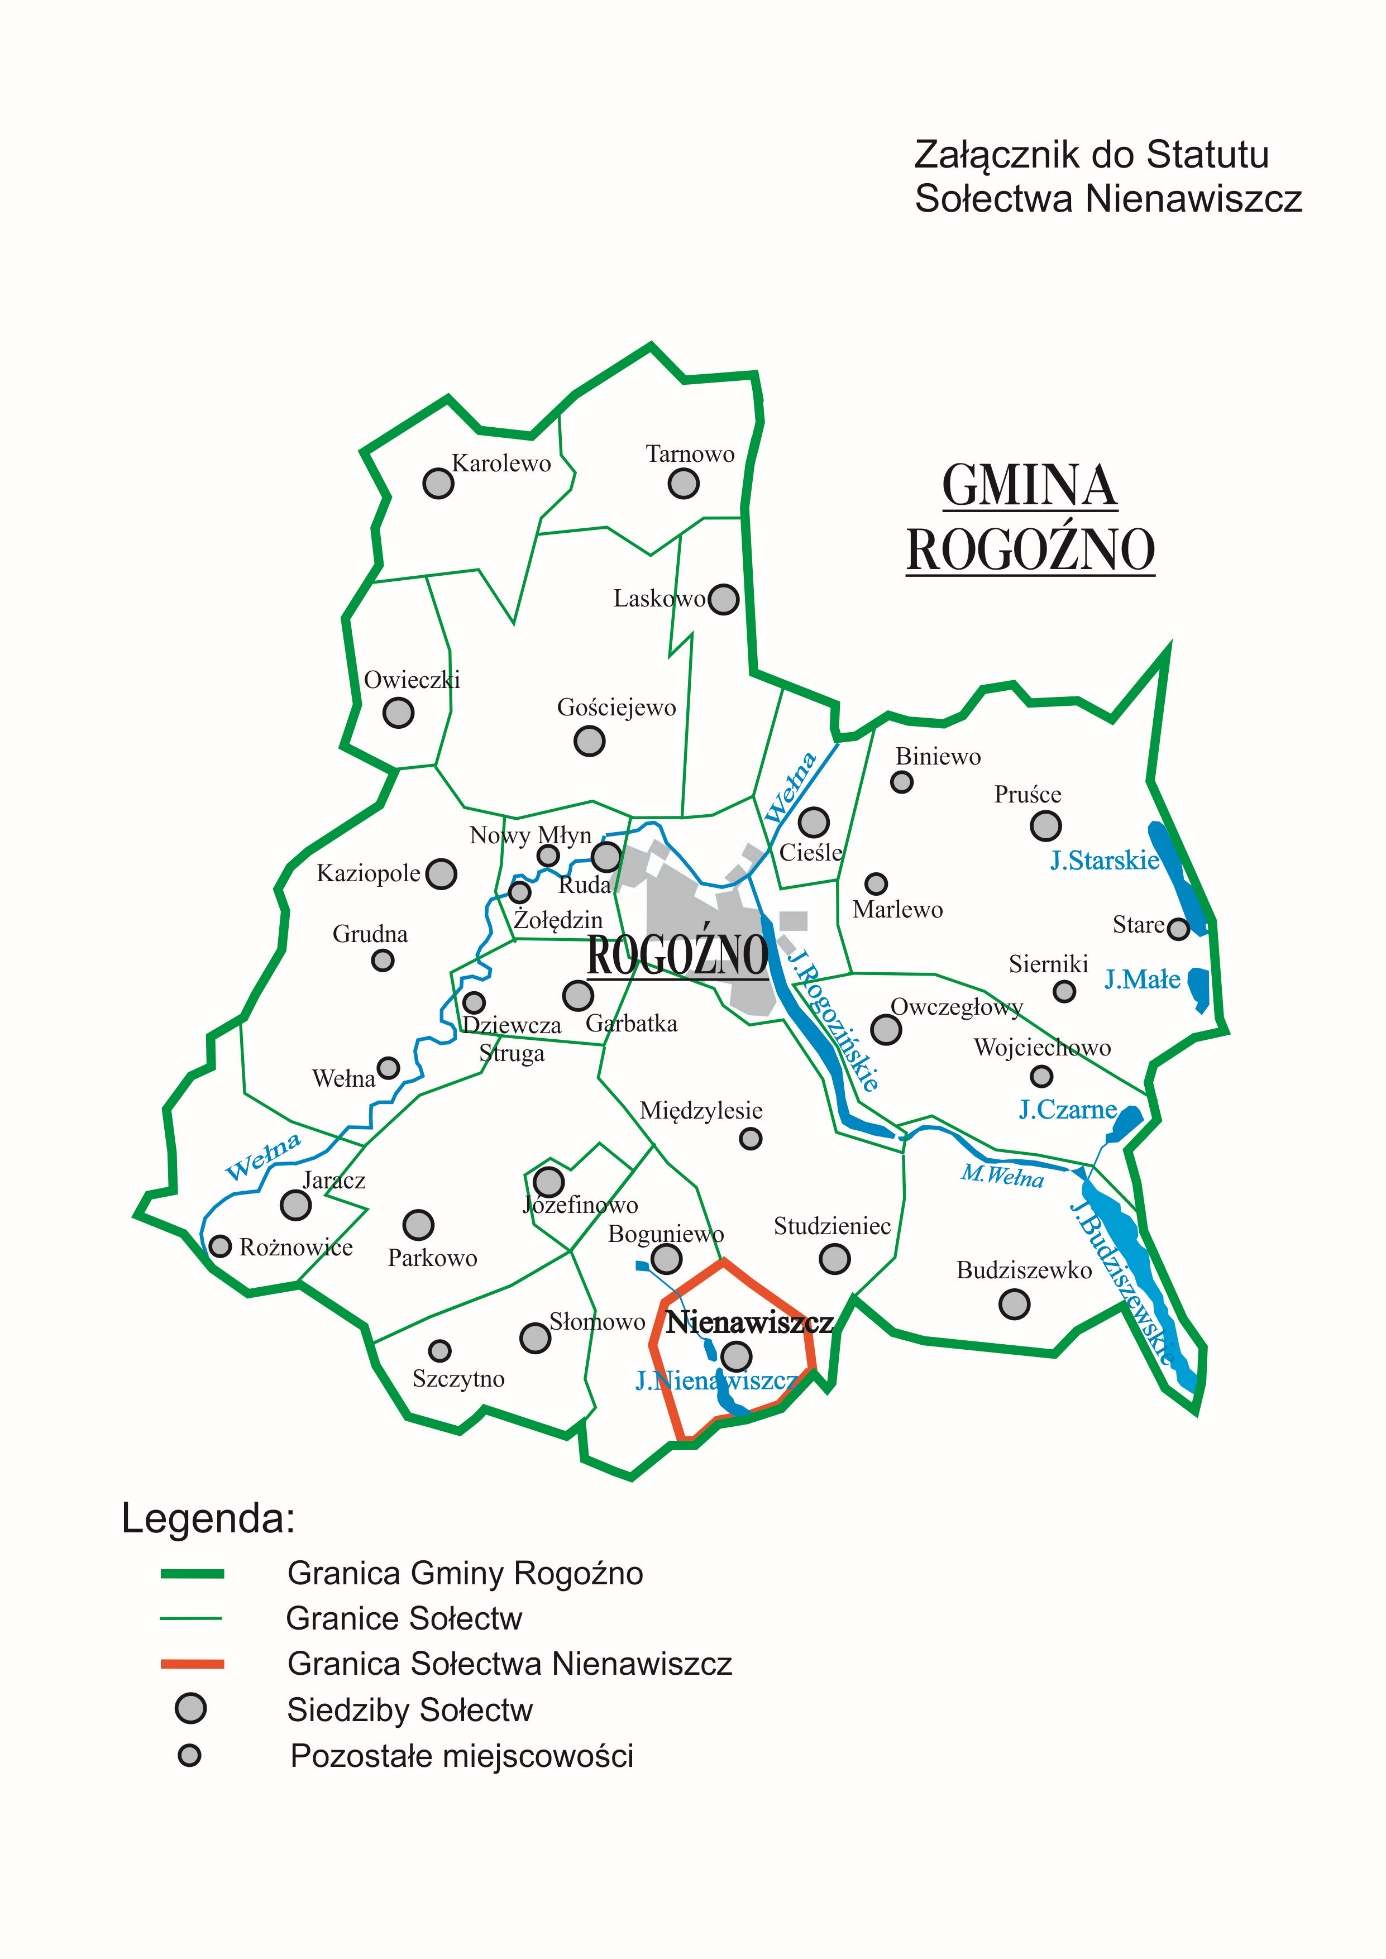 Załącznik do Statutu
Sołectwa Nienawiszcz
GMINA
ROGOŹNO
Karolewo
Tarnowo
Laskowo
Owieczki
Gościejewo
Wełna
Biniewo
Pruśce
Nowy Młyn
Cieśle
J.Starskie
Kaziopole
Ruda
Marlewo
Żołędzin
Stare
Grudna
ROGOŹNO
J.Rogozińskie
Sierniki
J.Małe
Owczegłowy
Dziewcza
Struga
Garbatka
Wojciechowo
Wełna
Międzylesie
J.Czarne
Wełna
M.Wełna
Jaracz
Józefinowo
J.Budziszewskie
Rożnowice
Parkowo
Boguniewo
Studzieniec
Budziszewko
Słomowo
Nienawiszcz
Szczytno
J.Nienawiszcz
Legenda:
Granica Gminy Rogoźno
Granice Sołectw
Granica Sołectwa Nienawiszcz
Siedziby Sołectw
Pozostałe miejscowości